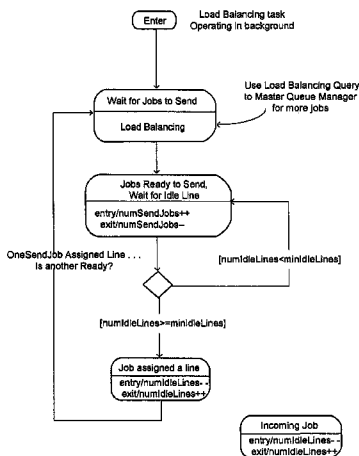 Enter
Load Balancing task
Operating in background
Wait for Jobs to Send
Load Balancing
Use Load Balancing Query
to Master Queue Manager
for more jobs
Jobs Ready to Send,
Wait for Idle Line
entry/numSendJobs++
exit/numSendJobs--
OneSendJob Assigned Line . . .
Is another Ready?
[numIdleLines<minIdleLines]
[numIdleLines>=minIdleLines]
Job assigned a line
entry/numIdleLines--
exit/numIdleLines++
Incoming Job
entry/numIdleLines--
exit/numIdleLines++